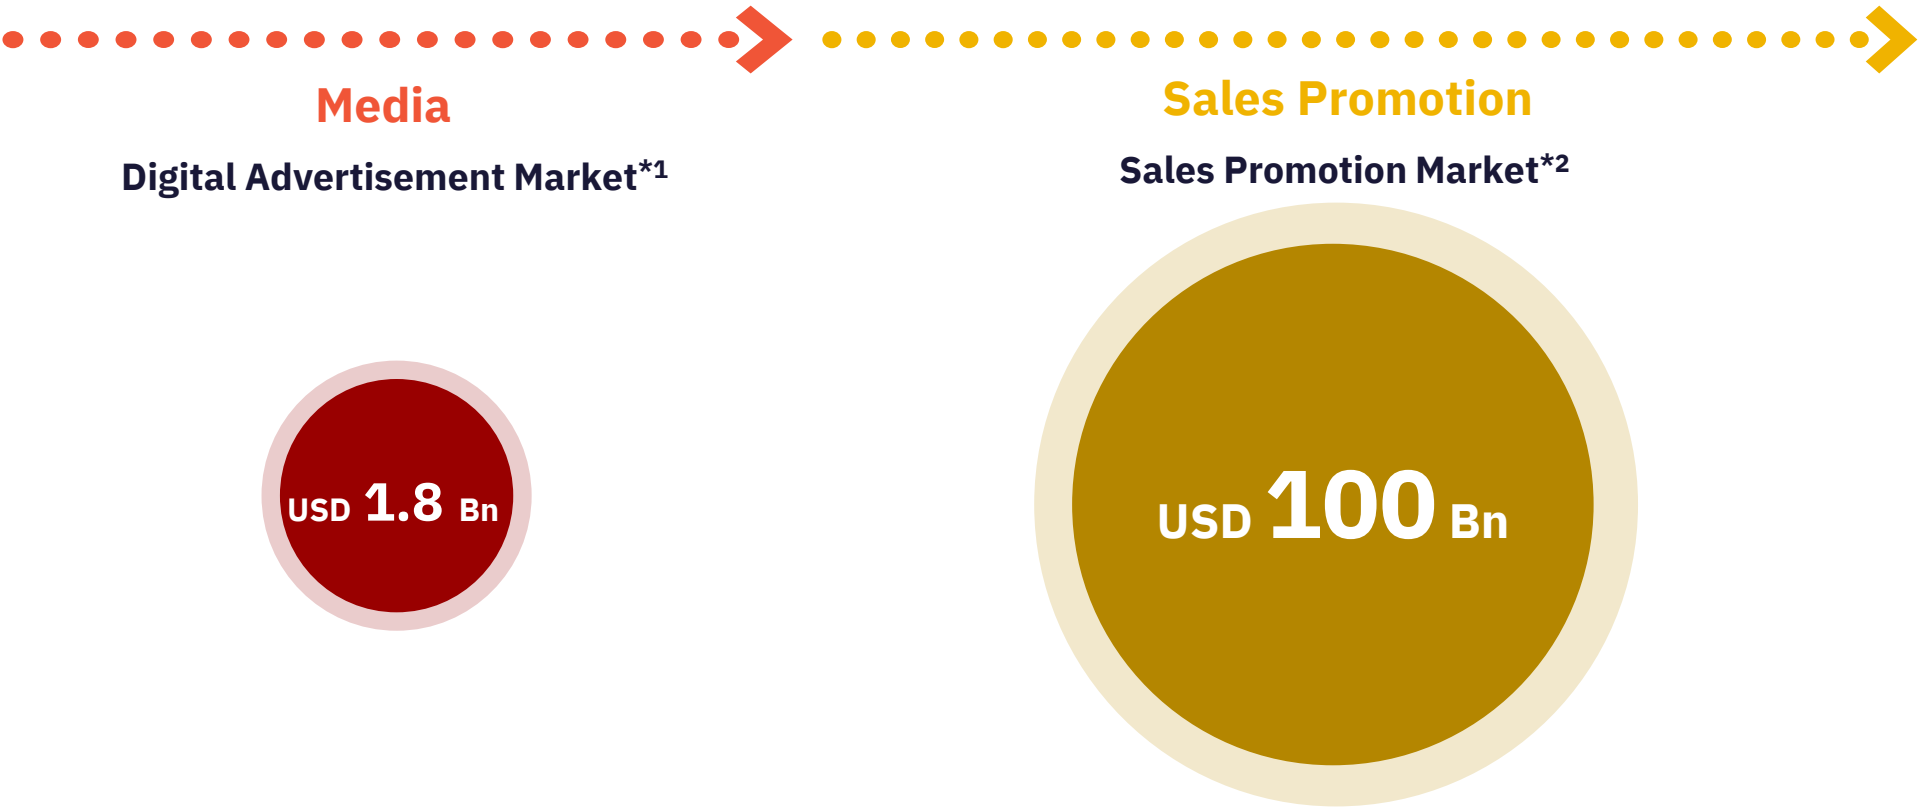 Media
Digital Advertisement Market*1
USD 1.8 Bn
Sales Promotion
Sales Promotion Market*2
USD 100 Bn